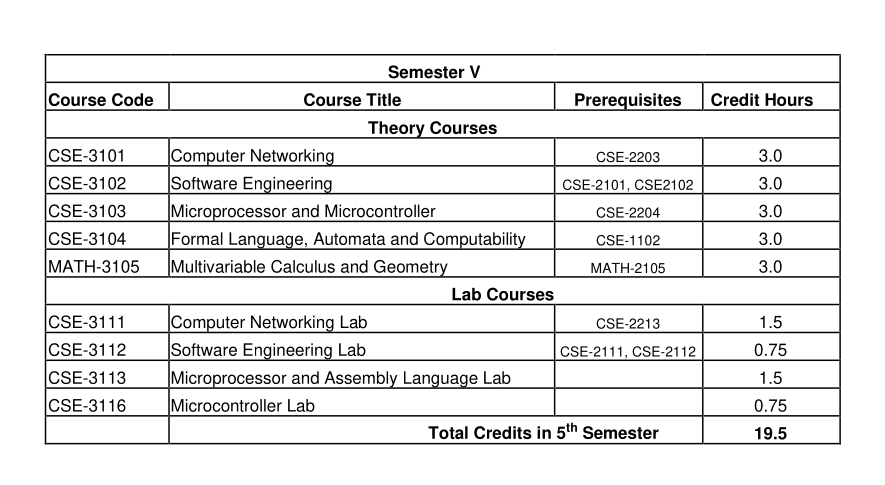 Semester V
Course Code Course Title Prerequisites Credit Hours
Theory Courses
CSE-3101 Computer Networking CSE-2203 3.0
CSE-3102 Software Engineering CSE-2101, CSE2102 3.0
CSE-3103 Microprocessor and Microcontroller CSE-2204 3.0
CSE-3104 Formal Language, Automata and Computability CSE-1102 3.0
MATH-3105 Multivariable Calculus and Geometry MATH-2105 3.0
Lab Courses
CSE-3111 Computer Networking Lab CSE-2213 1.5
CSE-3112 Software Engineering Lab CSE-2111, CSE-2112 0.75
CSE-3113 Microprocessor and Assembly Language Lab 1.5
CSE-3116 Microcontroller Lab 0.75
Total Credits in 5th Semester 19.5